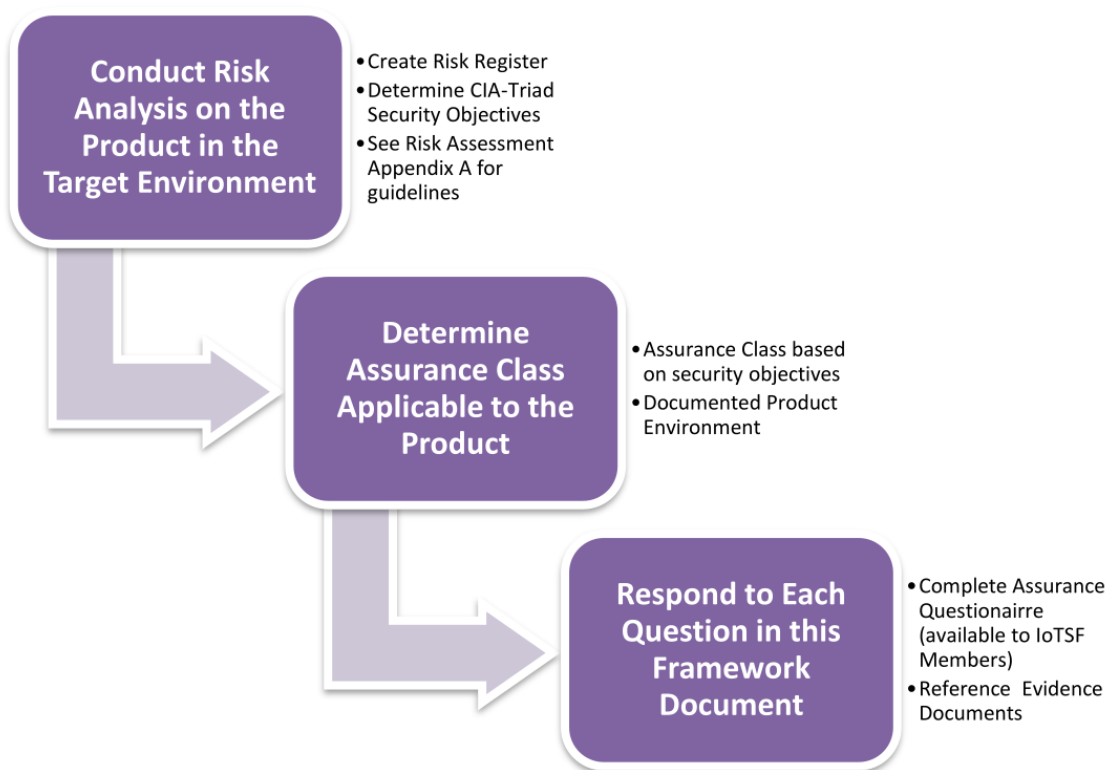 Conduct Risk
Analysis on the
Product in the
Target Environment
•Create Risk Register
•Determine CIA-Triad
Security Objectives
•See Risk Assessment
Appendix A for
guidelines
Determine
Assurance Class
Applicable to the
Product
•Assurance Class based
on security objectives
•Documented Product
Environment
Respond to Each
Question in this
Framework
Document
•Complete Assurance
Questionairre
(available to IoTSF
Members)
•Reference Evidence
Documents